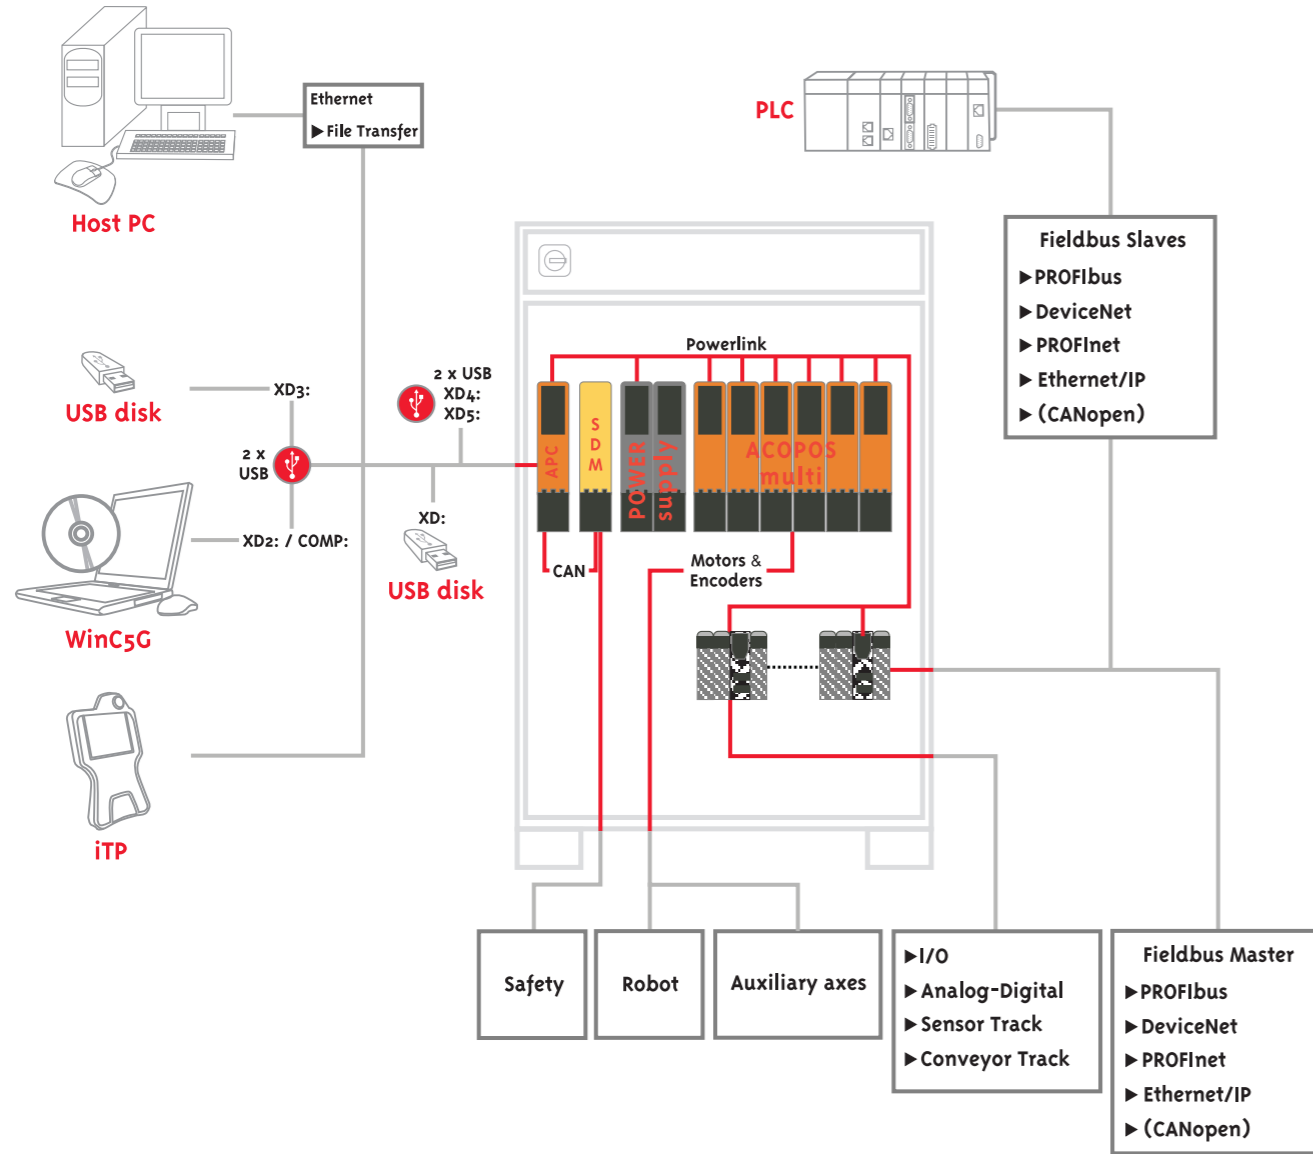 Ethernet
▶File Transfer
Host PC
PLC
Fieldbus Slaves
▶PROFIbus
▶DeviceNet
▶PROFInet
▶Ethernet/IP
▶(CANopen)
Powerlink
USB disk
XD3:
2 x USB
XD4:
XD5:
2 x
USB
XD:
USB disk
XD2: / COMP:
WinC5G
iTP
APC
SDM
POWER
supply
ACOPOS
multi
CAN
Motors &
Encoders
Safety
Robot
Auxiliary axes
▶I/O
▶Analog-Digital
▶Sensor Track
▶Conveyor Track
Fieldbus Master
▶PROFIbus
▶DeviceNet
▶PROFInet
▶Ethernet/IP
▶(CANopen)